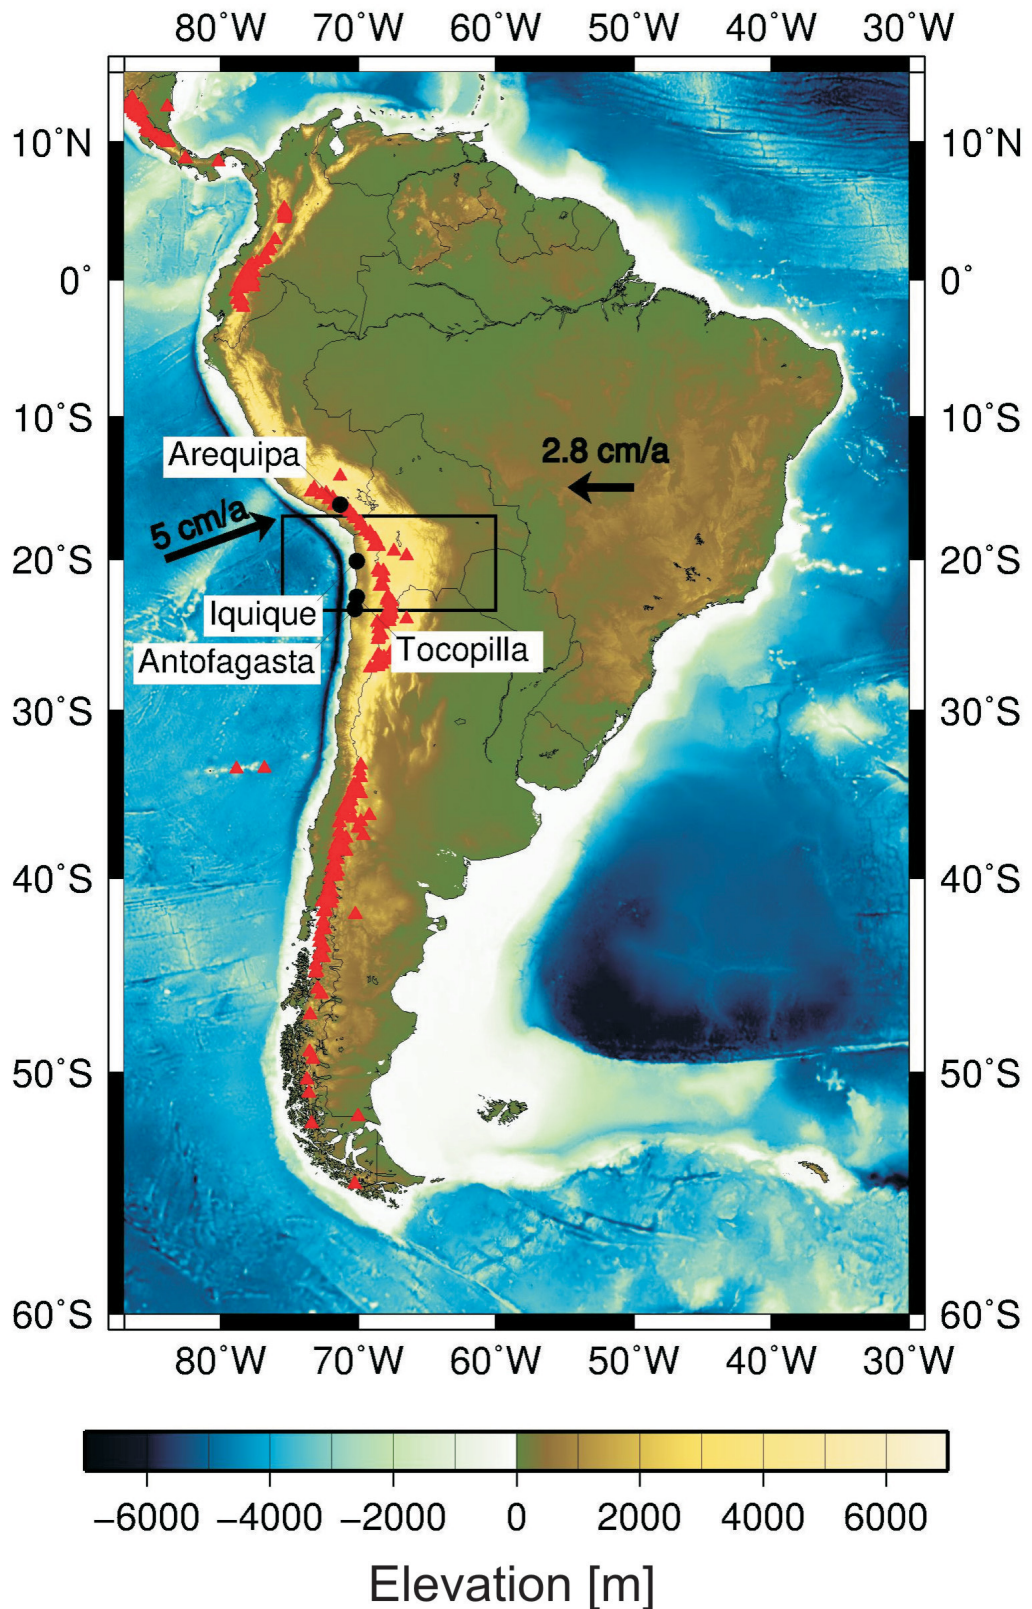 80°W 70°W 60°W 50°W 40°W 30°W
10°N 10°N
0° 0°
10°S 10°S
Arequipa
2.8 cm/a
5 cm/a
20°S 20°S
Iquique
Tocopilla
Antofagasta
30°S 30°S
40°S 40°S
50°S 50°S
60°S 60°S
80°W 70°W 60°W 50°W 40°W 30°W
−6000 −4000 −2000 0 2000 4000 6000
Elevation [m]